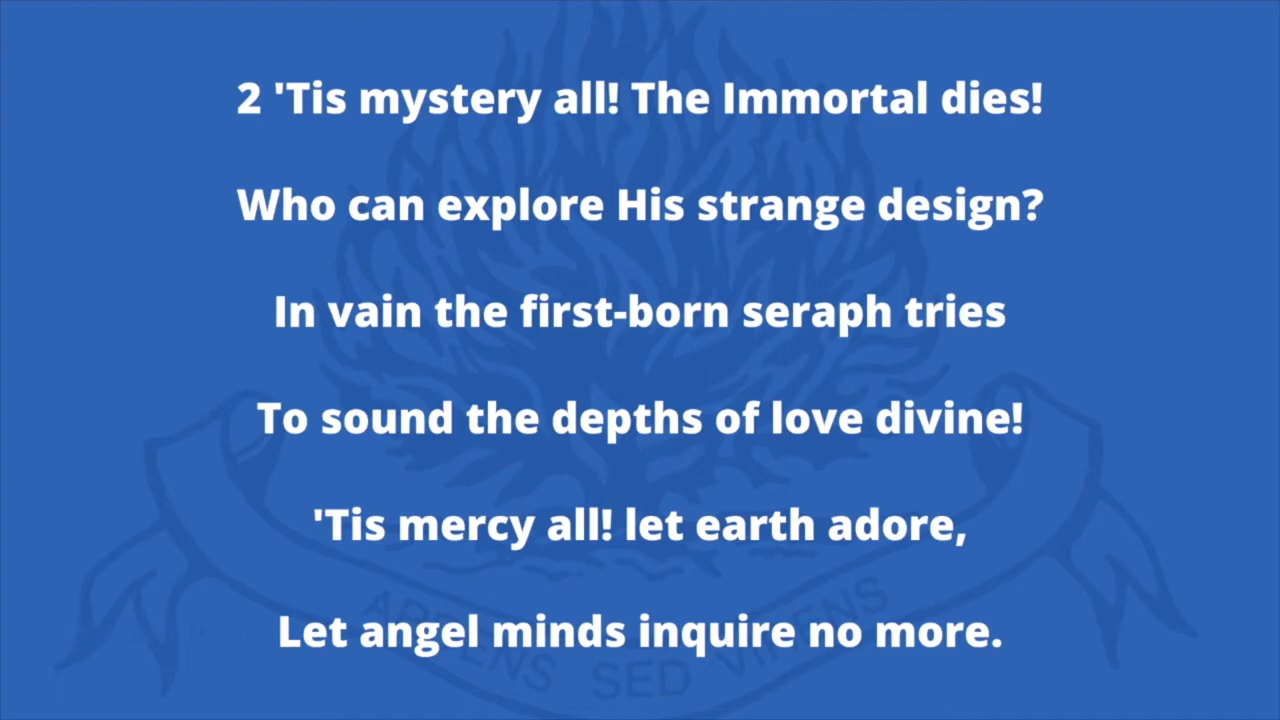 2 'Tis mystery all! The Immortal dies!
Who can explore His strange design?
In vain the first-born seraph tries
To sound the depths of love divine!
'Tis mercy all! let earth adore,
Let angel minds inquire no more.
ARDENS SED VIRENS